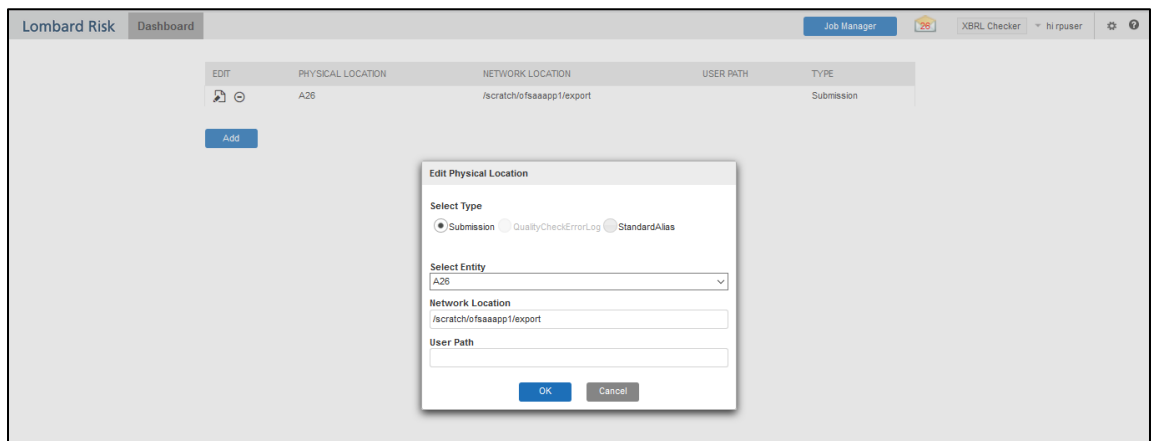 Lombard Risk Dashboard Job Manager 26 XBRL Checker hi rpuser
EDIT PHYSICAL LOCATION NETWORK LOCATION USER PATH TYPE
A26 /scratch/ofsaaapp1/export Submission
Add
Edit Physical Location
Select Type
Submission QualityCheckErrorLog StandardAlias
Select Entity
A26
Network Location
/scratch/ofsaaapp1/export
User Path
OK Cancel